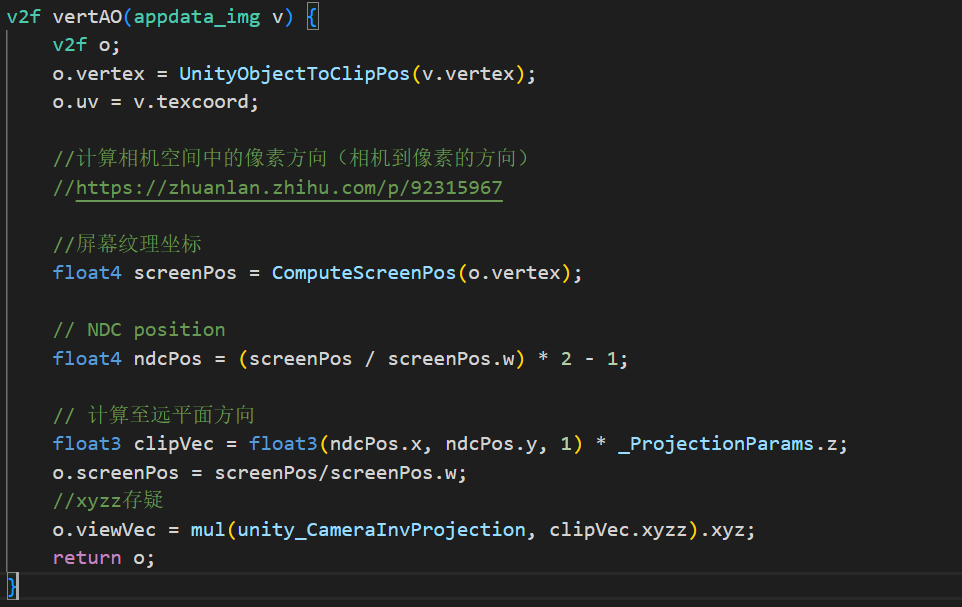 v2f vertAO(appdata_img v) {
v2f o;
o.vertex = UnityObjectToClipPos(v.vertex);
o.uv = v.texcoord;
//计算相机空间中的像素方向（相机到像素的方向）
//https://zhuanlan.zhihu.com/p/92315967
//屏幕纹理坐标
float4 screenPos = ComputeScreenPos(o.vertex);
// NDC position
float4 ndcPos = (screenPos / screenPos.w) * 2 - 1;
// 计算至远平面方向
float3 clipVec = float3(ndcPos.x, ndcPos.y, 1) * _ProjectionParams.z;
o.screenPos = screenPos/screenPos.w;
//xyzz存疑
o.viewVec = mul(unity_CameraInvProjection, clipVec.xyzz).xyz;
return o;
}